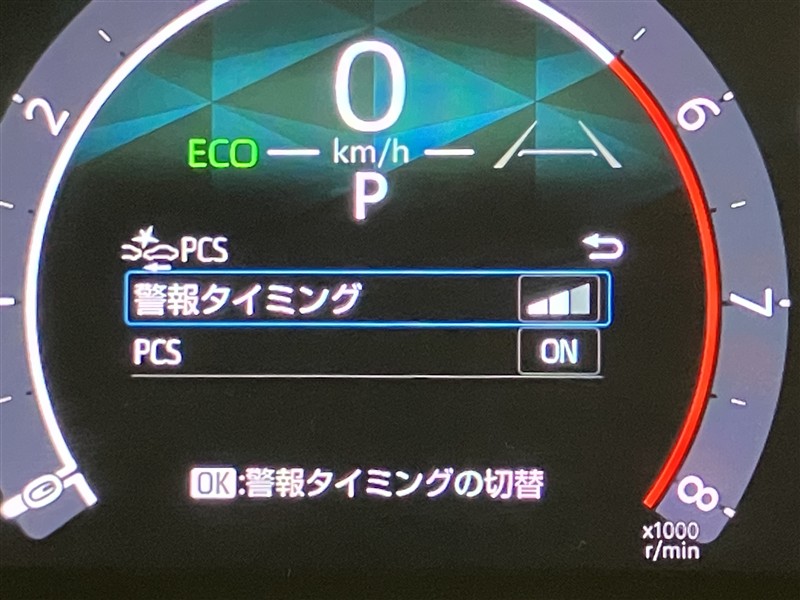 0
2
6
ECO
km/h
P
PCS
警報タイミング
7
PCS
ON
OK:警報タイミングの切替
0
8
x1000
r/min